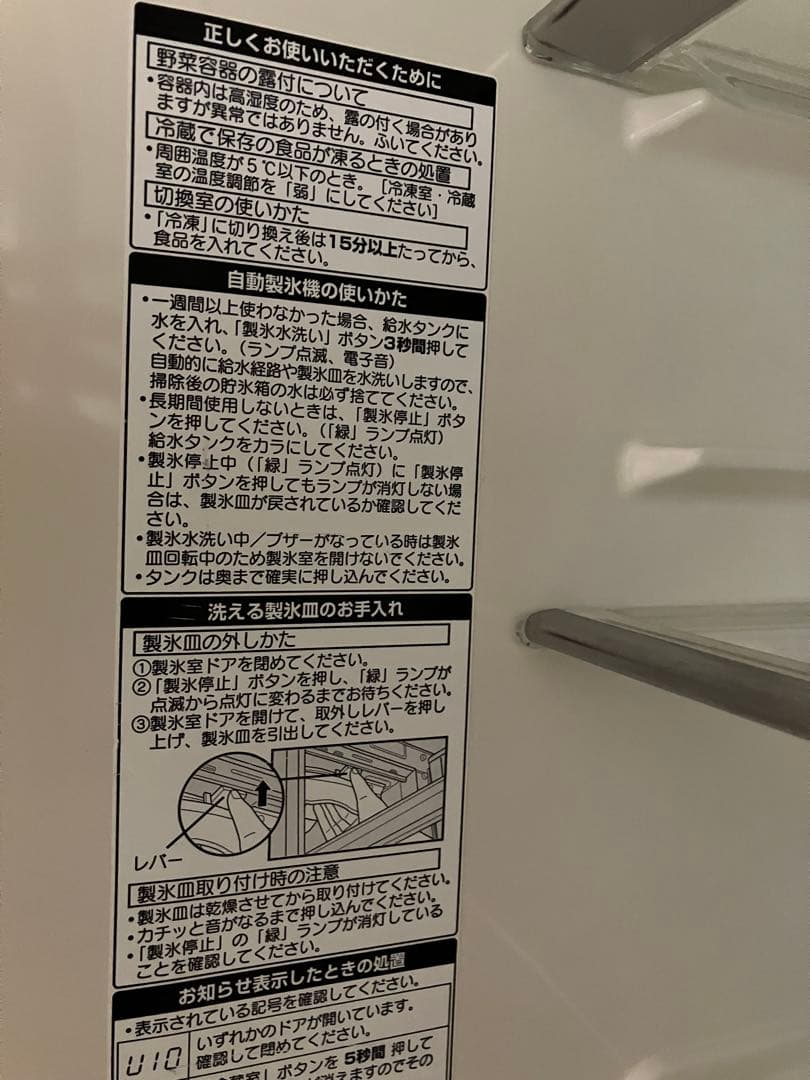 正しくお使いいただくために
野菜容器の露付について
・容器内は高湿度のため、露の付く場合があり
ますが異常ではありません。ふいてください。
冷蔵で保存の食品が凍るときの処置
・周囲温度が5℃以下のとき。[冷凍室・冷蔵
室の温度調節を「弱」にしてください]
切換室の使いかた
・「冷凍」に切り換え後は15分以上たってから、
食品を入れてください。
自動製氷機の使いかた
・一週間以上使わなかった場合、給水タンクに
水を入れ、「製氷水洗い」ボタン3秒間押して
ください。(ランプ点滅、電子音)
自動的に給水経路や製氷皿を水洗いしますので、
掃除後の貯氷箱の水は必ず捨ててください。
・長期間使用しないときは、「製氷停止」ボタ
ンを押してください。(「緑」ランプ点灯)
給水タンクをカラにしてください。
・製氷停止中(「緑」ランプ点灯)に「製氷停
止」ボタンを押してもランプが消灯しない場
合は、製氷皿が戻されているか確認してくだ
さい。
・製氷水洗い中/ブザーがなっている時は製氷
皿回転中のため製氷室を開けないでください。
・タンクは奥まで確実に押し込んでください。
洗える製氷皿のお手入れ
製氷皿の外しかた
①製氷室ドアを閉めてください。
②「製氷停止」ボタンを押し、「緑」ランプが
点滅から点灯に変わるまでお待ちください。
③製氷室ドアを開けて、取外しレバーを押し
上げ、製氷皿を引出してください。
レバー
製氷皿取り付け時の注意
・製氷皿は乾燥させてから取り付けてください。
・カチッと音がなるまで押し込んでください。
・「製氷停止」の「緑」ランプが消灯している
ことを確認してください。
お知らせ表示したときの処置
・表示されている記号を確認してください。
U10
いずれかのドアが開いています。
確認して閉めてください。
室」ボタンを 5秒間 押して
が消えますのでその